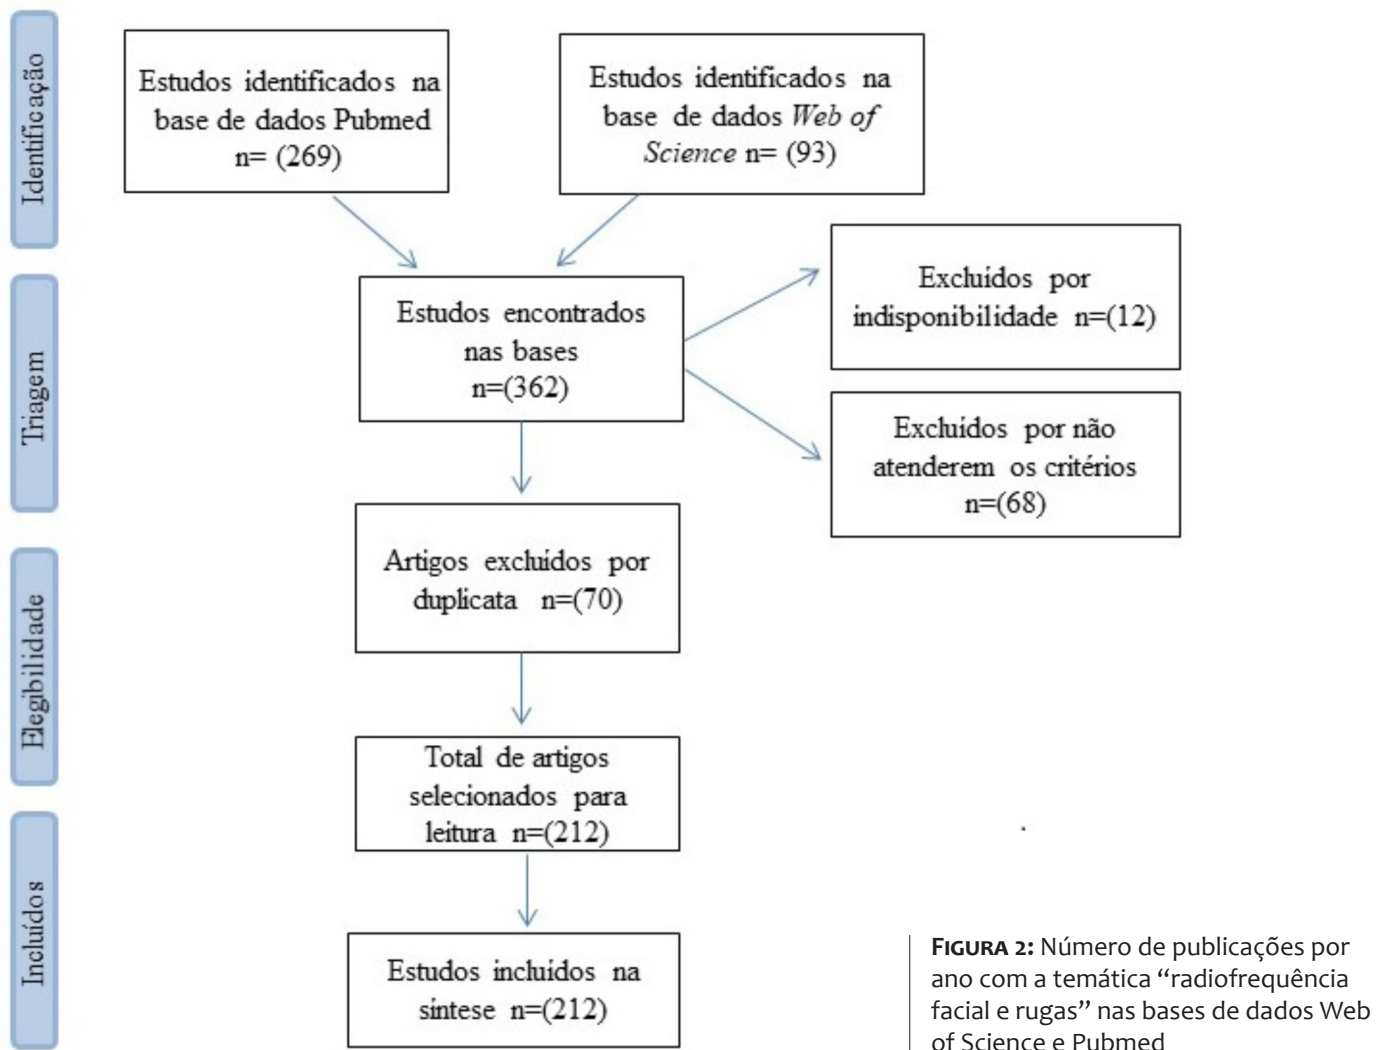 Identificação
Estudos identificados na
base de dados Pubmed
n= (269)
Estudos identificados na
base de dados Web of
Science n= (93)
Triagem
Estudos encontrados
nas bases
n=(362)
Excluídos por
indisponibilidade n=(12)
Excluídos por não
atenderem os critérios
n=(68)
Elegibilidade
Artigos excluídos por
duplicata n=(70)
Total de artigos
selecionados para
leitura n=(212)
Incluídos
Estudos incluídos na
síntese n=(212)
FIGURA 2: Número de publicações por
ano com a temática “radiofrequência
facial e rugas” nas bases de dados Web
of Science e Pubmed